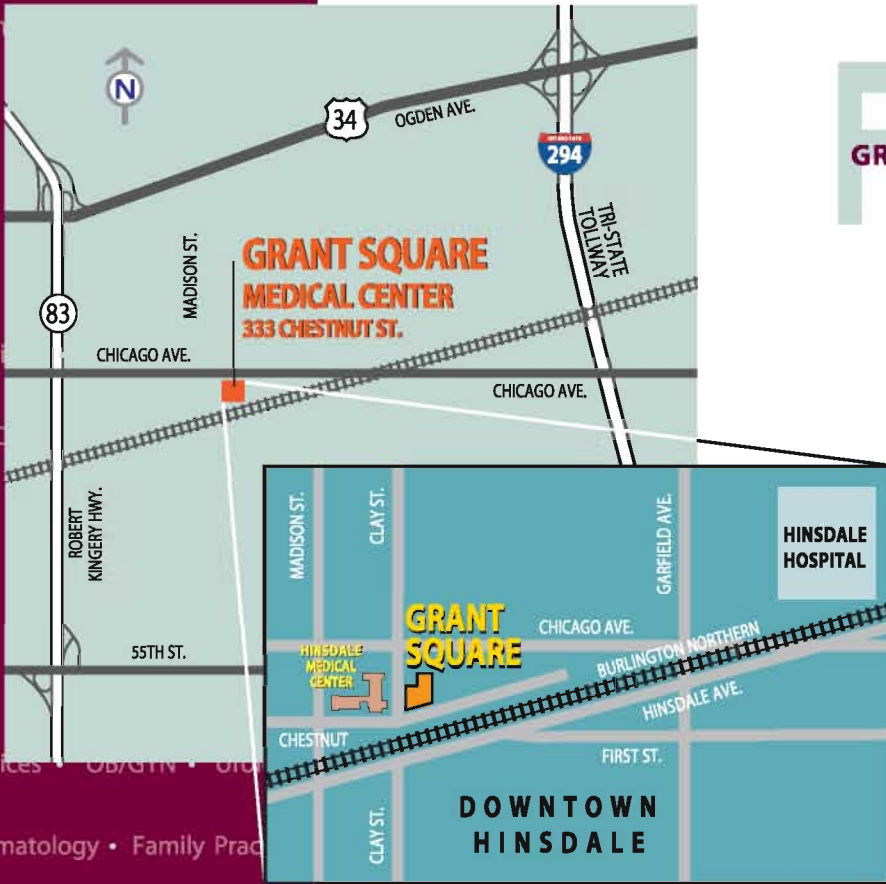 N
34
OGDEN AVE.
INTERSTATE
294
GR
TRI-STATE
TOLLWAY
MADISON ST.
GRANT SQUARE
MEDICAL CENTER
333 CHESTNUT ST.
83
CHICAGO AVE.
CHICAGO AVE.
ROBERT
KINGERY HWY.
55TH ST.
MADISON ST.
CLAY ST.
GARFIELD AVE.
HINSDALE
HOSPITAL
GRANT
SQUARE
CHICAGO AVE.
HINSDALE
MEDICAL
CENTER
BURLINGTON NORTHERN
HINSDALE AVE.
CHESTNUT
FIRST ST.
CLAY ST.
DOWNTOWN
HINSDALE
ices • OB/GYN • Urol
matology • Family Prac